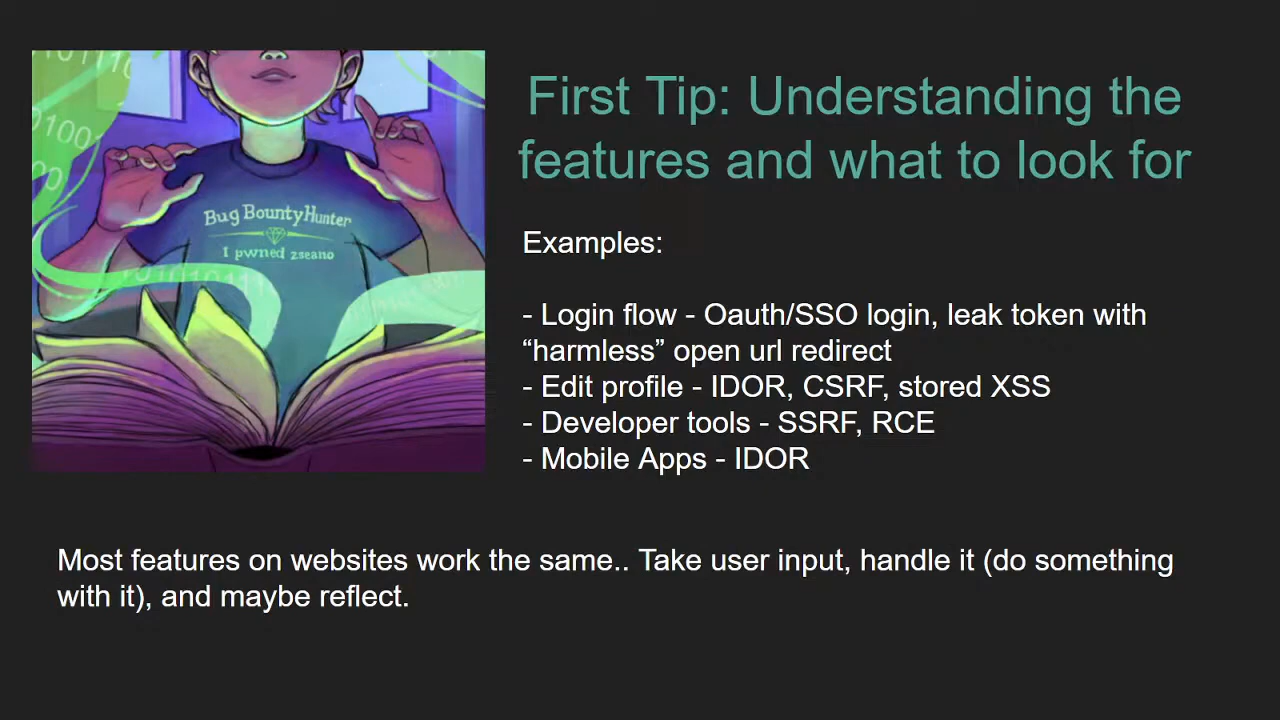 First Tip: Understanding the
features and what to look for
Examples:
- Login flow - Oauth/SSO login, leak token with
“harmless” open url redirect
- Edit profile - IDOR, CSRF, stored XSS
- Developer tools - SSRF, RCE
- Mobile Apps - IDOR
Most features on websites work the same.. Take user input, handle it (do something
with it), and maybe reflect.
Bug Bounty Hunter
I pwned zseano